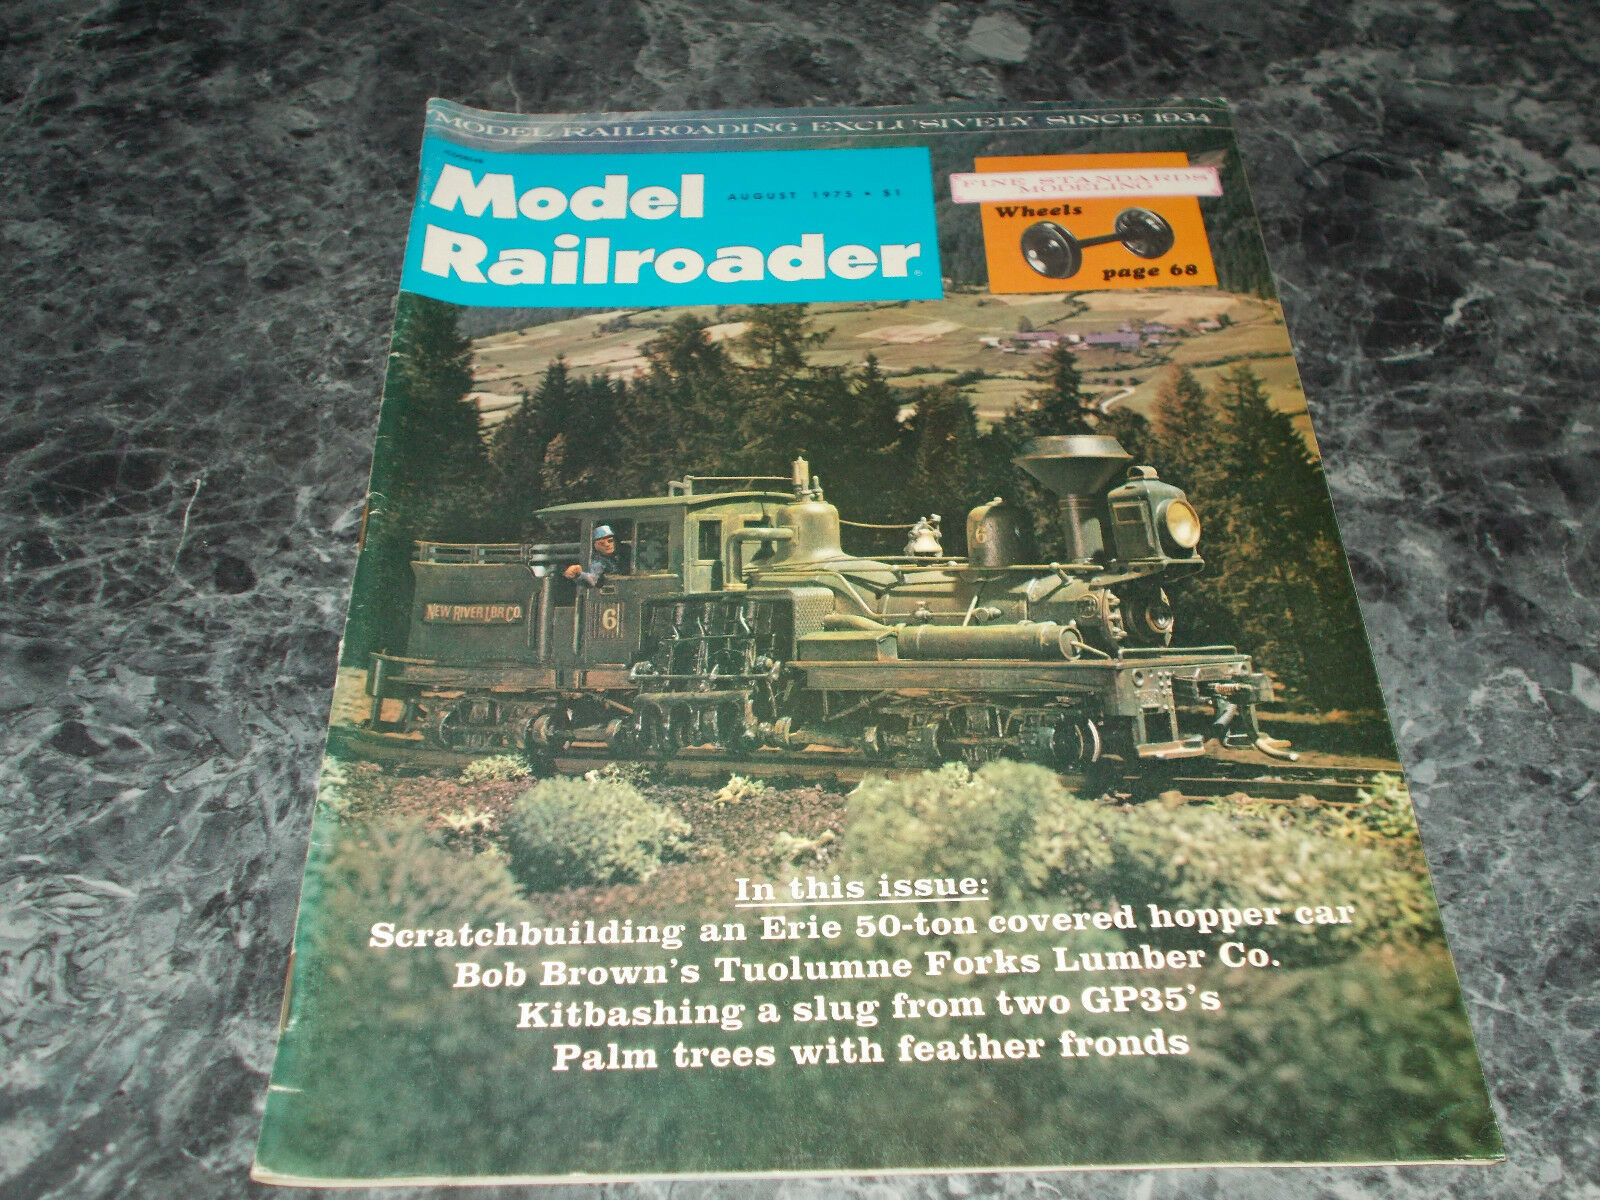 MODEL RAILROADING EXCLUSIVELY SINCE 1934
Model
Railroader
AUGUST 1975 • $1
FINE STANDARDS
MODELING
Wheels
page 68
NEW RIVER LBR CO.
6
6
In this issue:
Scratchbuilding an Erie 50-ton covered hopper car
Bob Brown's Tuolumne Forks Lumber Co.
Kitbashing a slug from two GP35's
Palm trees with feather fronds